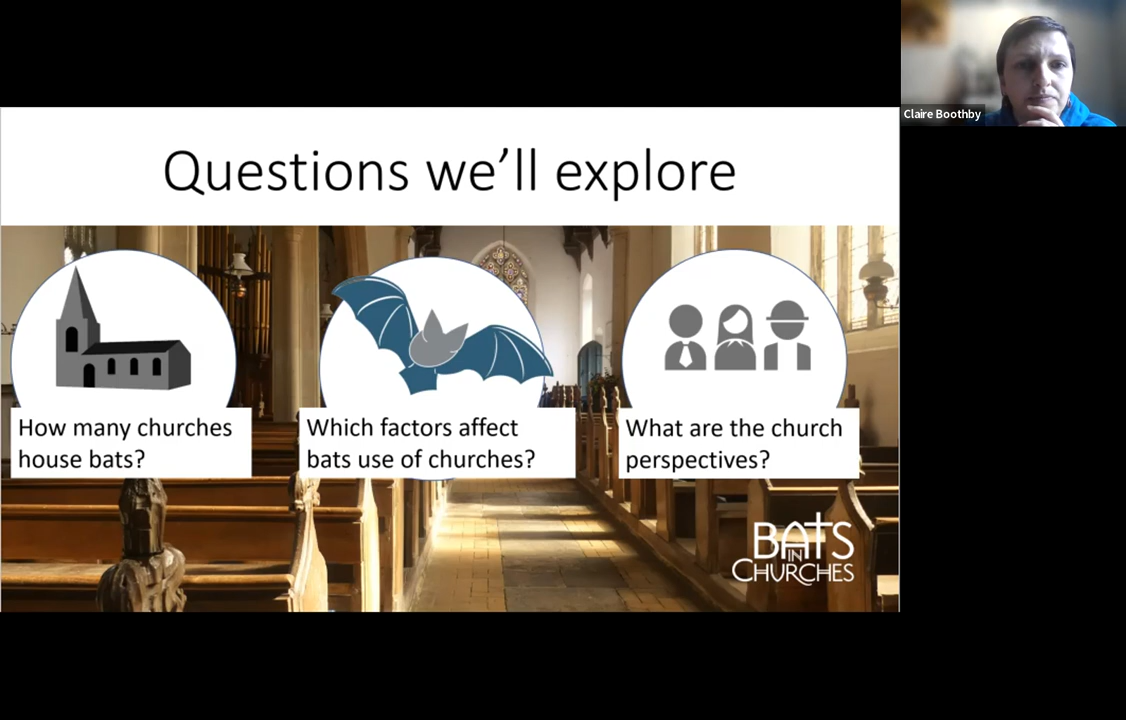 Claire Boothby
Questions we'll explore
How many churches
house bats?
Which factors affect
bats use of churches?
What are the church
perspectives?
BATS
IN
CHURCHES